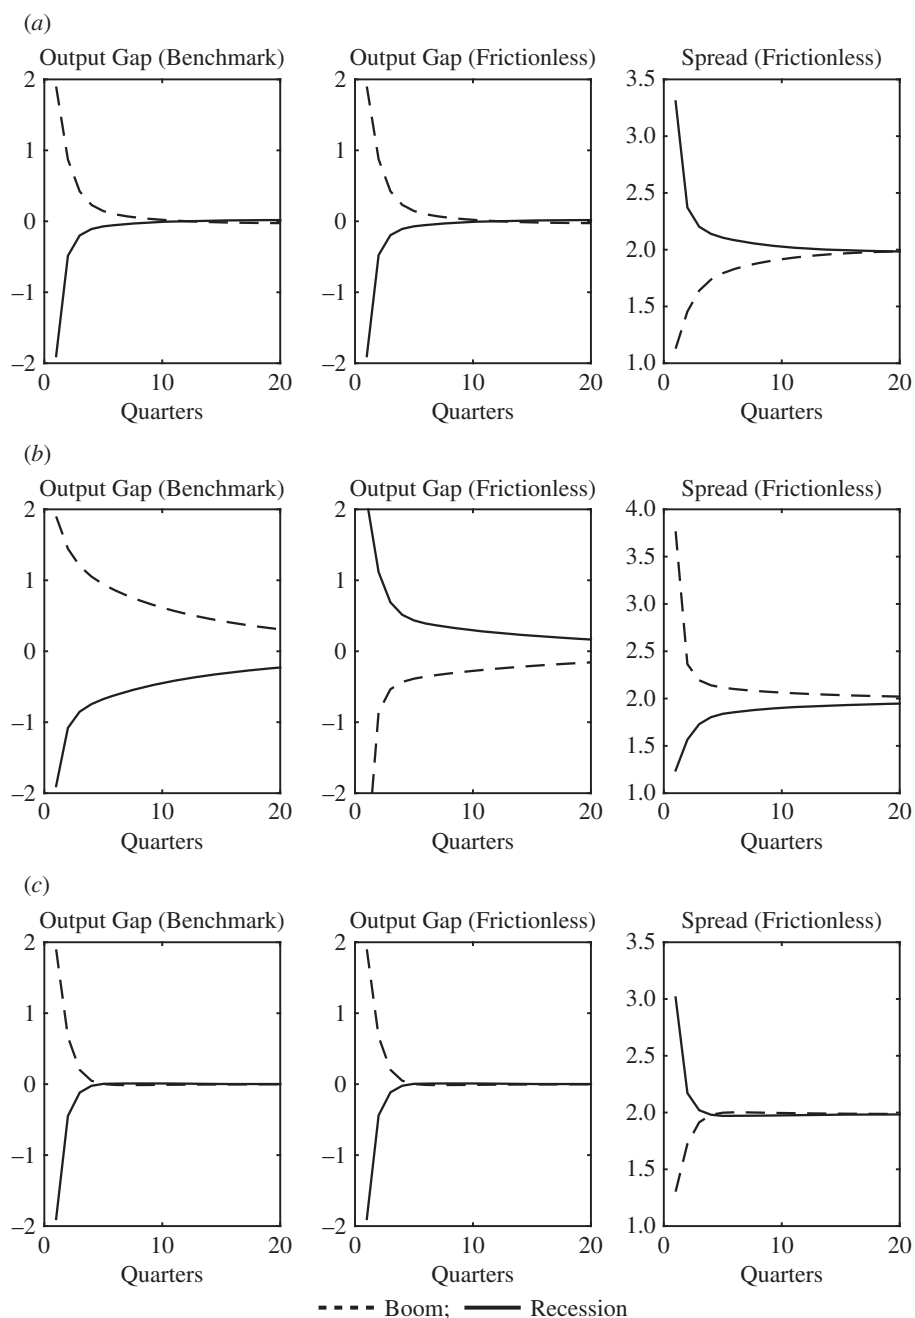 (a)
Output Gap (Benchmark) Output Gap (Frictionless) Spread (Frictionless)
2 2 3.5
1 1 3.0
2.5
0 0
2.0
–1 –1 1.5
–2 –2 1.0
0 10 20 0 10 20 0 10 20
Quarters Quarters Quarters
(b)
Output Gap (Benchmark) Output Gap (Frictionless) Spread (Frictionless)
2 2 4.0
3.5
1 1
3.0
0 0 2.5
2.0
–1 –1
1.5
–2 –2 1.0
0 10 20 0 10 20 0 10 20
Quarters Quarters Quarters
(c)
Output Gap (Benchmark) Output Gap (Frictionless) Spread (Frictionless)
2 2 3.5
1 1 3.0
2.5
0 0
2.0
–1 –1 1.5
–2 –2 1.0
0 10 20 0 10 20 0 10 20
Quarters Quarters Quarters
Boom; Recession